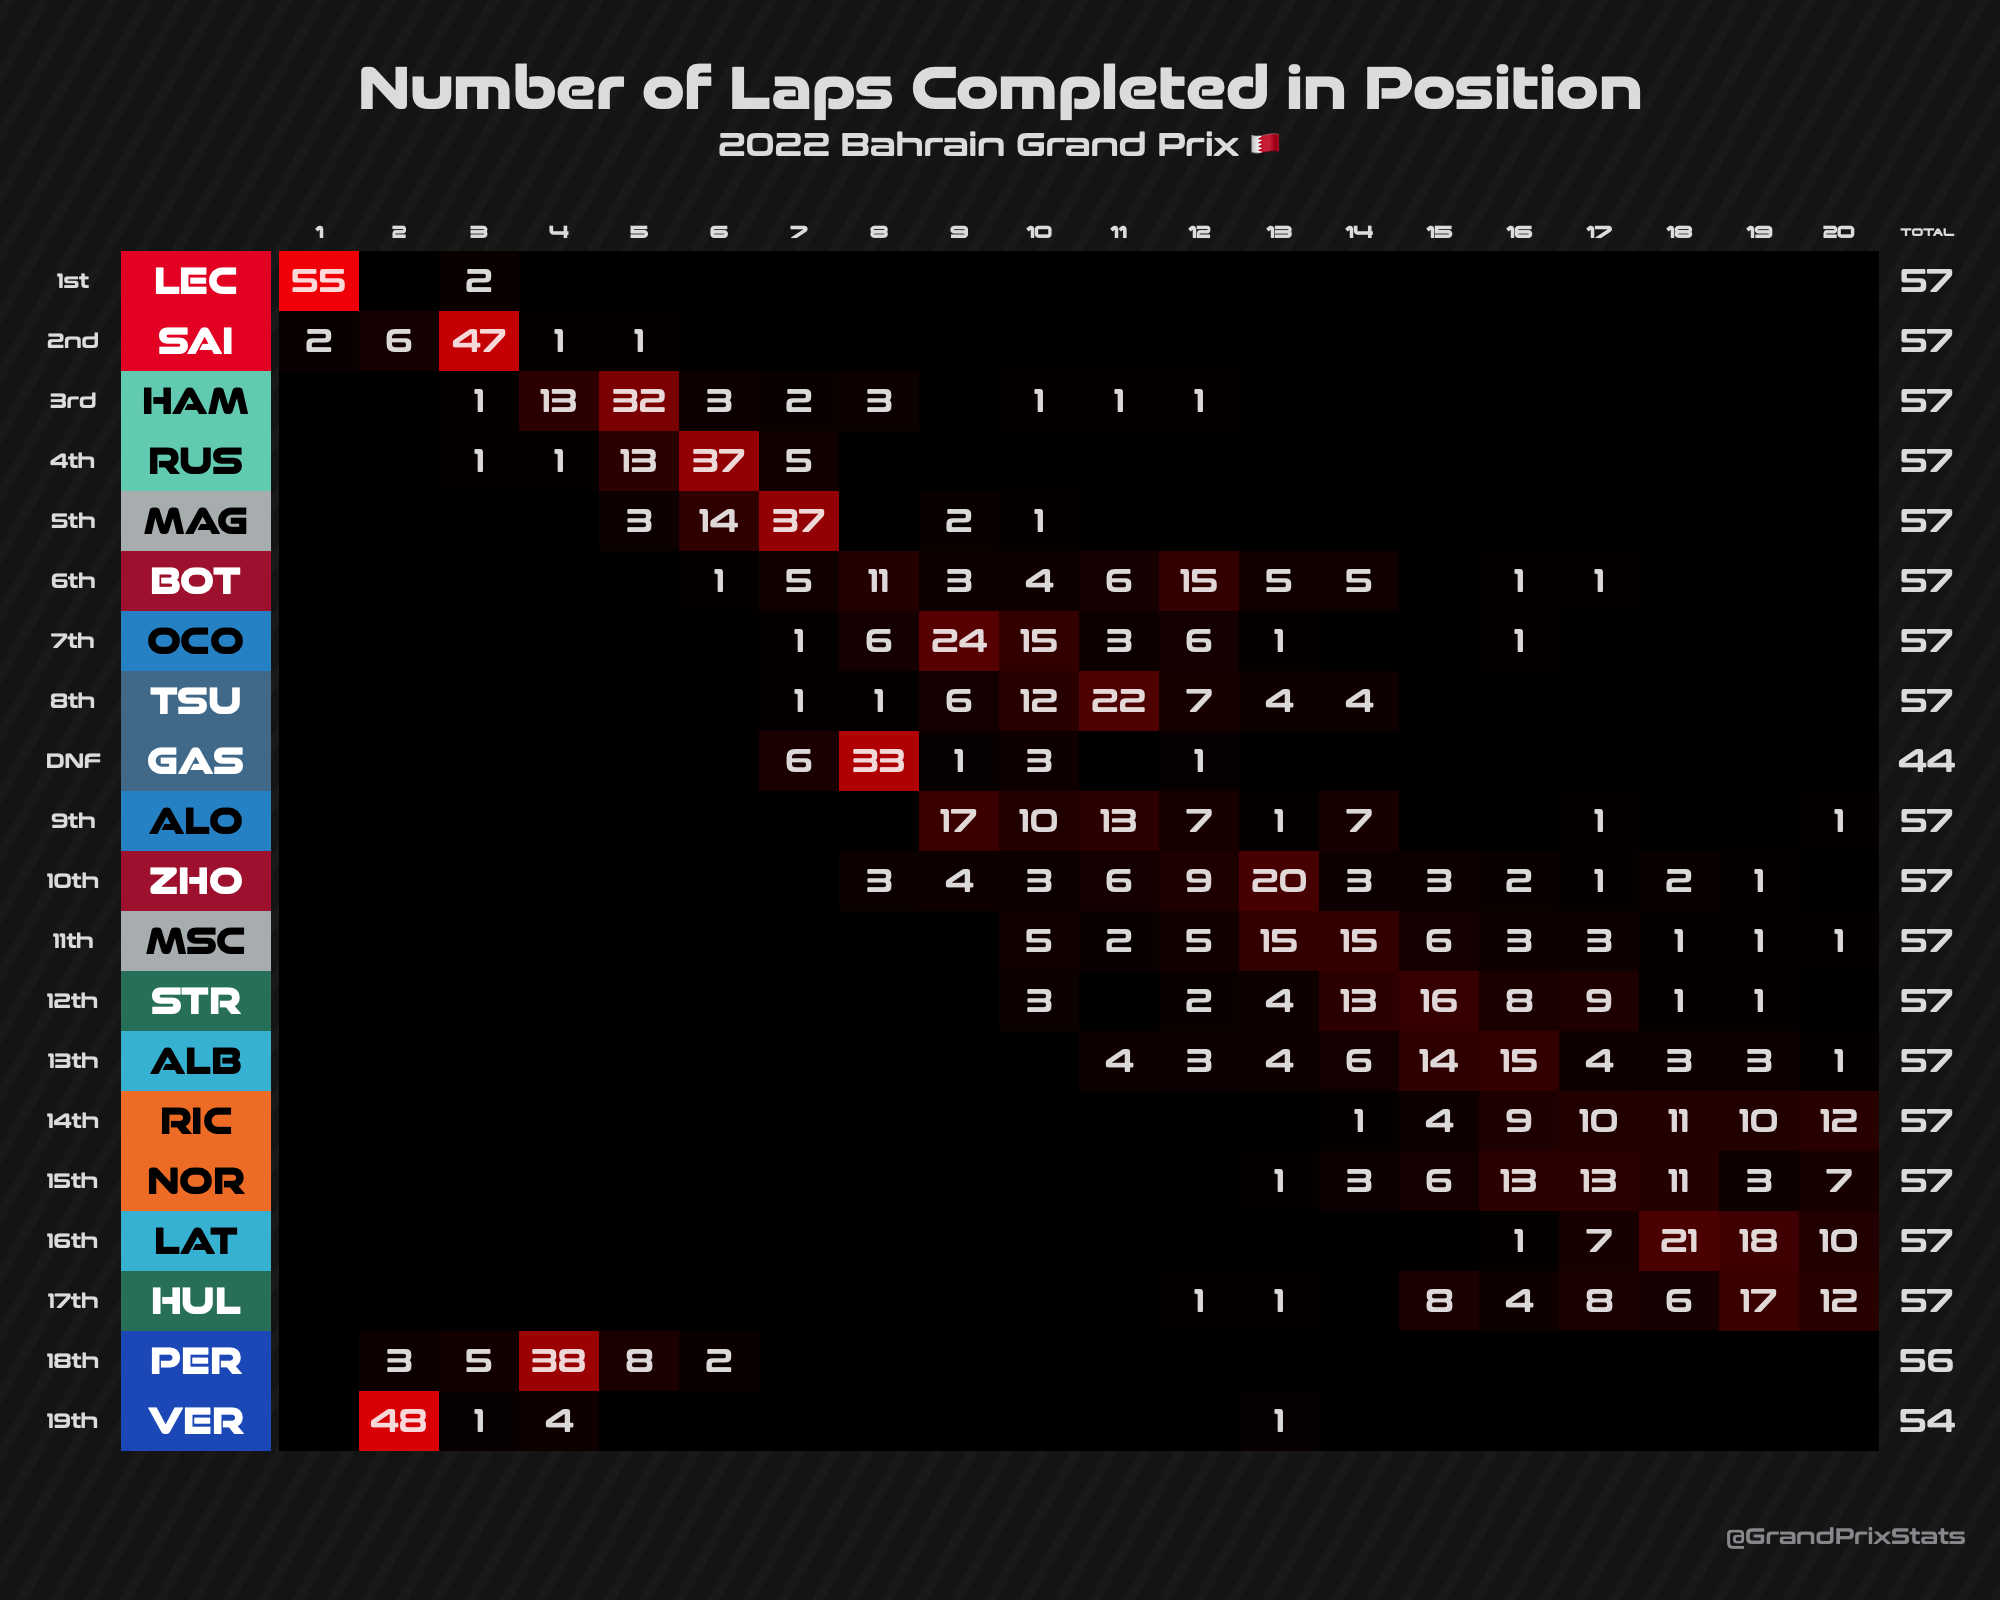 Number of Laps Completed in Position
2022 Bahrain Grand Prix 🇧🇭
1 2 3 4 5 6 7 8 9 10 11 12 13 14 15 16 17 18 19 20 TOTAL
1st LEC 55 2 57
2nd SAI 2 6 47 1 1 57
3rd HAM 1 13 32 3 2 3 1 1 1 57
4th RUS 1 1 13 37 5 57
5th MAG 3 14 37 2 1 57
6th BOT 1 5 11 3 4 6 15 5 5 1 1 57
7th OCO 1 6 24 15 3 6 1 1 57
8th TSU 1 1 6 12 22 7 4 4 57
DNF GAS 6 33 1 3 1 44
9th ALO 17 10 13 7 1 7 1 1 57
10th ZHO 3 4 3 6 9 20 3 3 2 1 2 1 57
11th MSC 5 2 5 15 15 6 3 3 1 1 1 57
12th STR 3 2 4 13 16 8 9 1 1 57
13th ALB 4 3 4 6 14 15 4 3 3 1 57
14th RIC 1 4 9 10 11 10 12 57
15th NOR 1 3 6 13 13 11 3 7 57
16th LAT 1 7 21 18 10 57
17th HUL 1 1 8 4 8 6 17 12 57
18th PER 3 5 38 8 2 56
19th VER 48 1 4 1 54
@GrandPrixStats